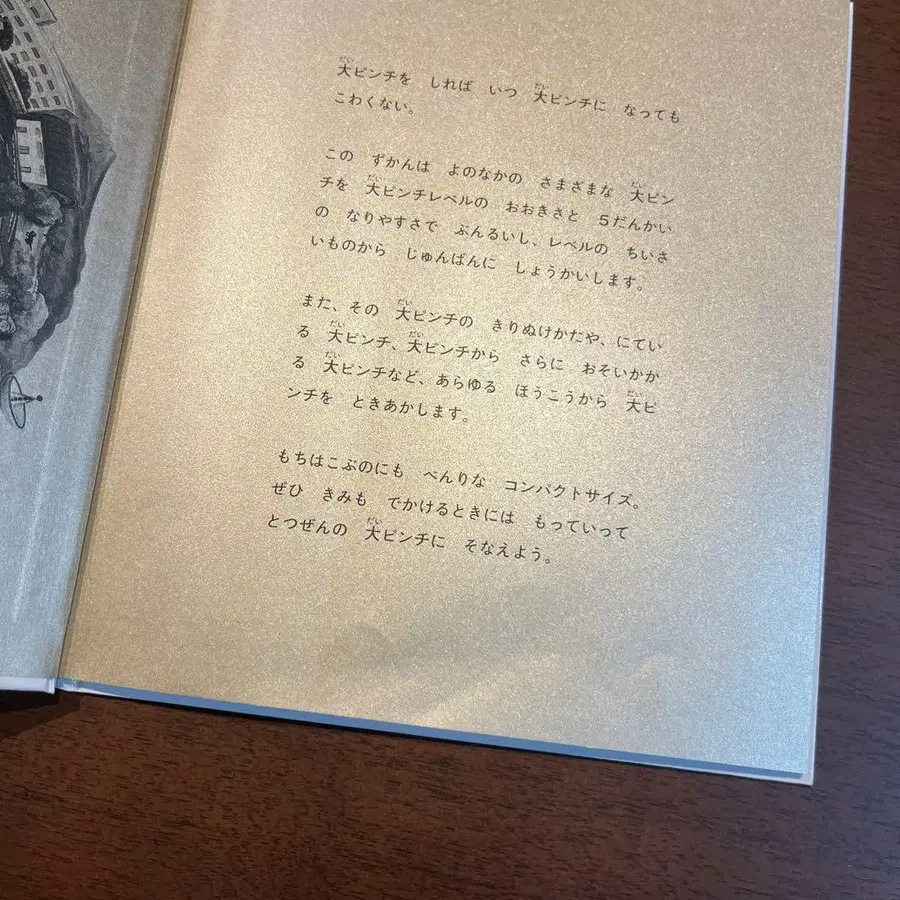 大ピンチを　しれば　いつ　大ピンチに　なっても
こわくない。
この　ずかんは　よのなかの　さまざまな　大ピン
チを　大ピンチレベルの　おおきさと　５だんかい
の　なりやすさで　ぶんるいし、レベルの　ちいさ
いものから　じゅんばんに　しょうかいします。
また、その　大ピンチの　きりぬけかたや、にてい
る　大ピンチ、大ピンチから　さらに　おそいかか
る　大ピンチなど、あらゆる　ほうこうから　大ピ
ンチを　ときあかします。
もちはこぶのにも　べんりな　コンパクトサイズ。
ぜひ　きみも　でかけるときには　もっていって
とつぜんの　大ピンチに　そなえよう。